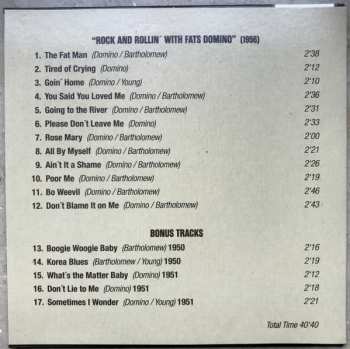 "ROCK AND ROLLIN' WITH FATS DOMINO" (1956)
1. The Fat Man (Domino / Bartholomew) 2'38
2. Tired of Crying (Domino) 2'12
3. Goin' Home (Domino / Young) 2'10
4. You Said You Loved Me (Domino / Bartholomew) 2'36
5. Going to the River (Domino / Bartholomew) 2'31
6. Please Don't Leave Me (Domino) 2'33
7. Rose Mary (Domino / Bartholomew) 2'00
8. All By Myself (Domino / Bartholomew) 2'21
9. Ain't It a Shame (Domino / Bartholomew) 2'26
10. Poor Me (Domino / Bartholomew) 2'19
11. Bo Weevil (Domino / Bartholomew) 2'46
12. Don't Blame It on Me (Domino / Bartholomew) 2'43
BONUS TRACKS
13. Boogie Woogie Baby (Bartholomew) 1950 2'16
14. Korea Blues (Bartholomew / Young) 1950 2'19
15. What's the Matter Baby (Domino) 1951 2'12
16. Don't Lie to Me (Domino) 1951 2'18
17. Sometimes I Wonder (Domino / Young) 1951 2'21
Total Time 40'40